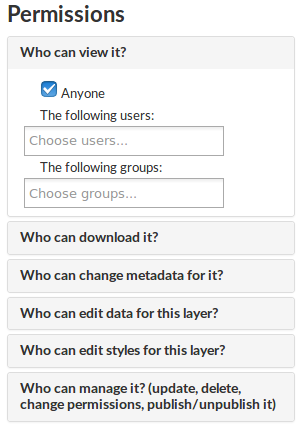 Permissions
Who can view it?
Anyone
The following users:
Choose users...
The following groups:
Choose groups...
Who can download it?
Who can change metadata for it?
Who can edit data for this layer?
Who can edit styles for this layer?
Who can manage it? (update, delete,
change permissions, publish/unpublish it)